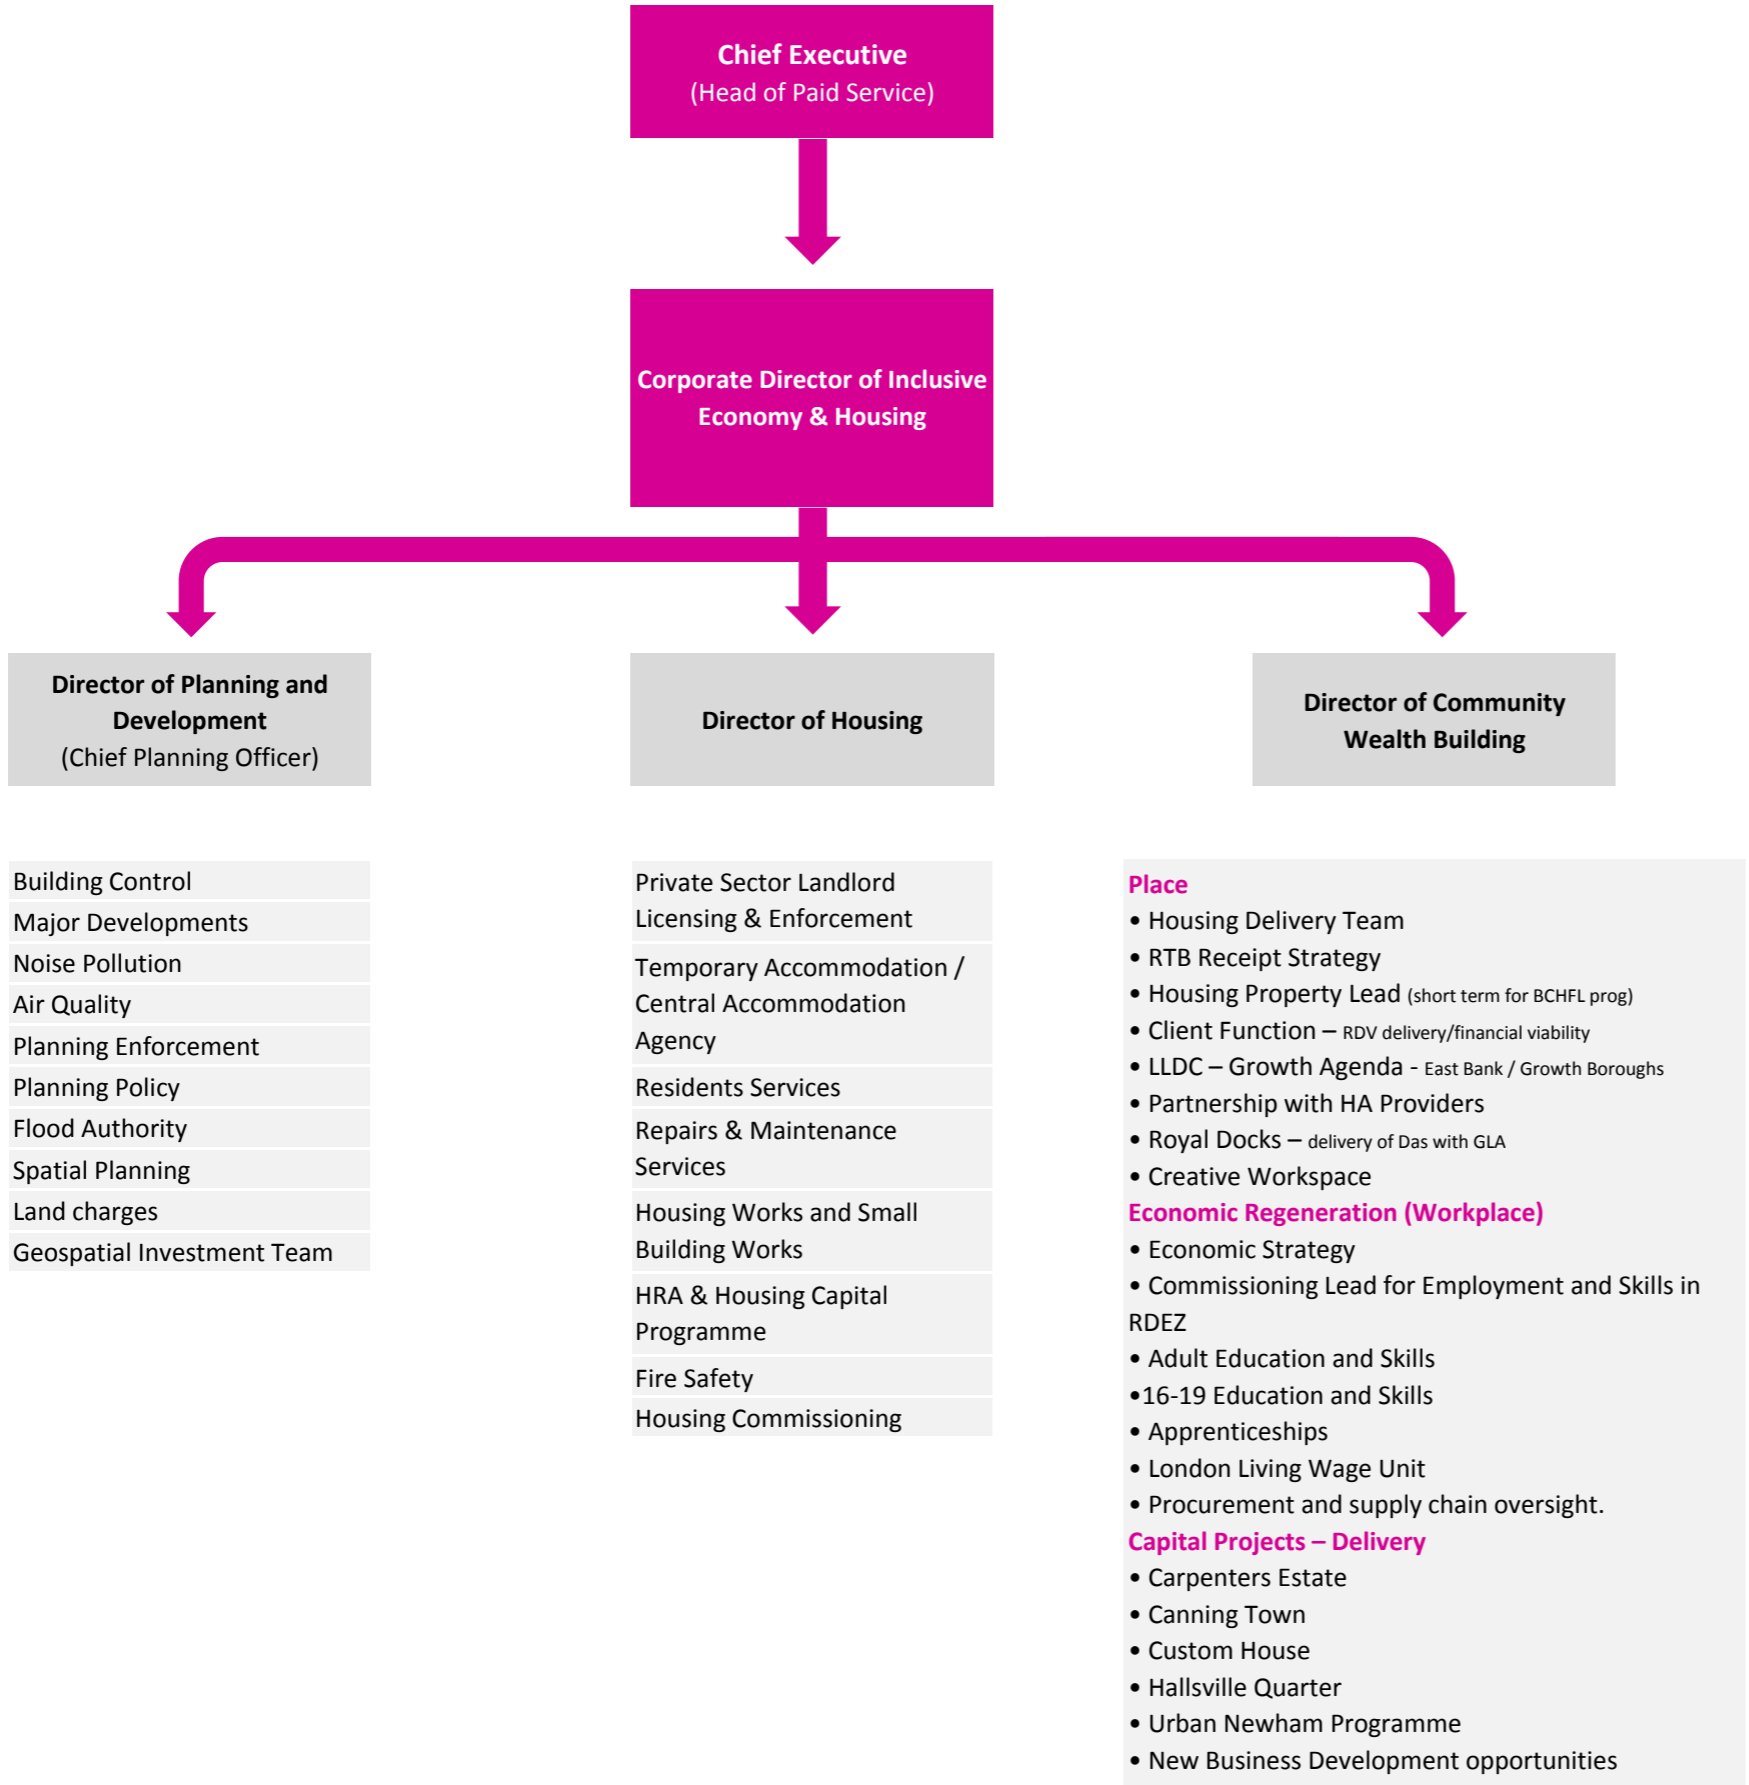 Chief Executive
(Head of Paid Service)
Corporate Director of Inclusive
Economy & Housing
Director of Planning and
Development
(Chief Planning Officer)
Director of Housing
Director of Community
Wealth Building
Building Control
Major Developments
Noise Pollution
Air Quality
Planning Enforcement
Planning Policy
Flood Authority
Spatial Planning
Land charges
Geospatial Investment Team
Private Sector Landlord
Licensing & Enforcement
Temporary Accommodation /
Central Accommodation
Agency
Residents Services
Repairs & Maintenance
Services
Housing Works and Small
Building Works
HRA & Housing Capital
Programme
Fire Safety
Housing Commissioning
Place
• Housing Delivery Team
• RTB Receipt Strategy
• Housing Property Lead (short term for BCHFL prog)
• Client Function – RDV delivery/financial viability
• LLDC – Growth Agenda - East Bank / Growth Boroughs
• Partnership with HA Providers
• Royal Docks – delivery of Das with GLA
• Creative Workspace
Economic Regeneration (Workplace)
• Economic Strategy
• Commissioning Lead for Employment and Skills in
RDEZ
• Adult Education and Skills
•16-19 Education and Skills
• Apprenticeships
• London Living Wage Unit
• Procurement and supply chain oversight.
Capital Projects – Delivery
• Carpenters Estate
• Canning Town
• Custom House
• Hallsville Quarter
• Urban Newham Programme
• New Business Development opportunities